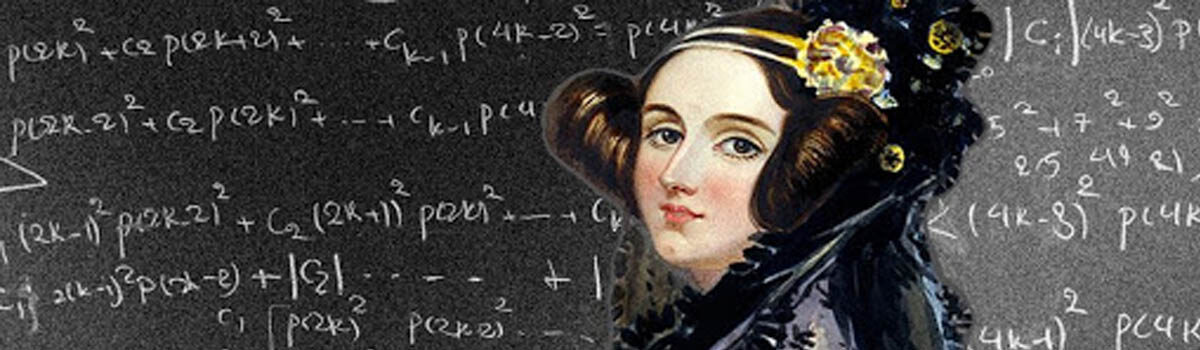 p(2k)² + c₂ p(2k+2)² + ····· + C_{k-1} p(4k-2)² = p(4k |C_i|(4k-3)² p
p(2k-2)² + c₂ p(2k)² + ··· + C_{k-1} p(4 5² + 7² + 9²
25 49 81
(2k-1)² p(2k-2)² + C₂ (2k+1)² p(2k)² + ··· + C_k < (4k-3)² p(4k
2(k-1)² p(2k-2) + |C₂| ···· + |
c₁ [p(2k)² p(2k2)² ···· 4k-1)² p(4k